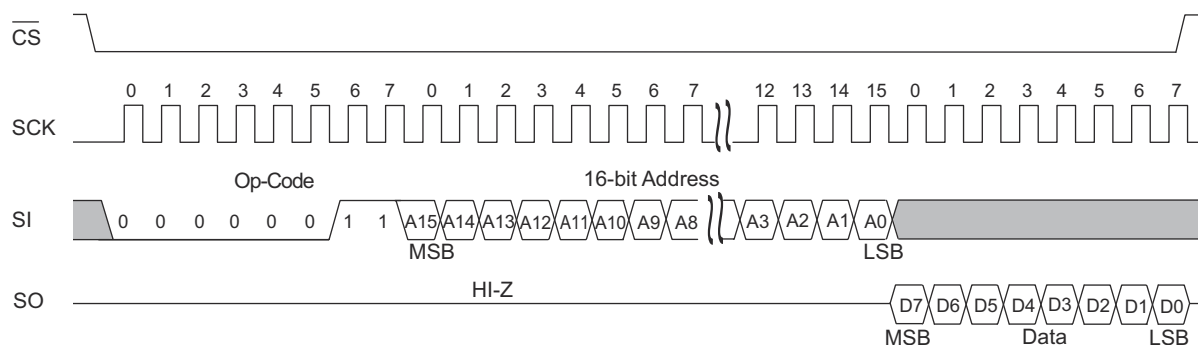 CS
0 1 2 3 4 5 6 7 0 1 2 3 4 5 6 7 12 13 14 15 0 1 2 3 4 5 6 7
SCK
Op-Code 16-bit Address
SI 0 0 0 0 0 0 1 1 A15 A14 A13 A12 A11 A10 A9 A8 A3 A2 A1 A0
MSB LSB
HI-Z
SO D7 D6 D5 D4 D3 D2 D1 D0
MSB Data LSB